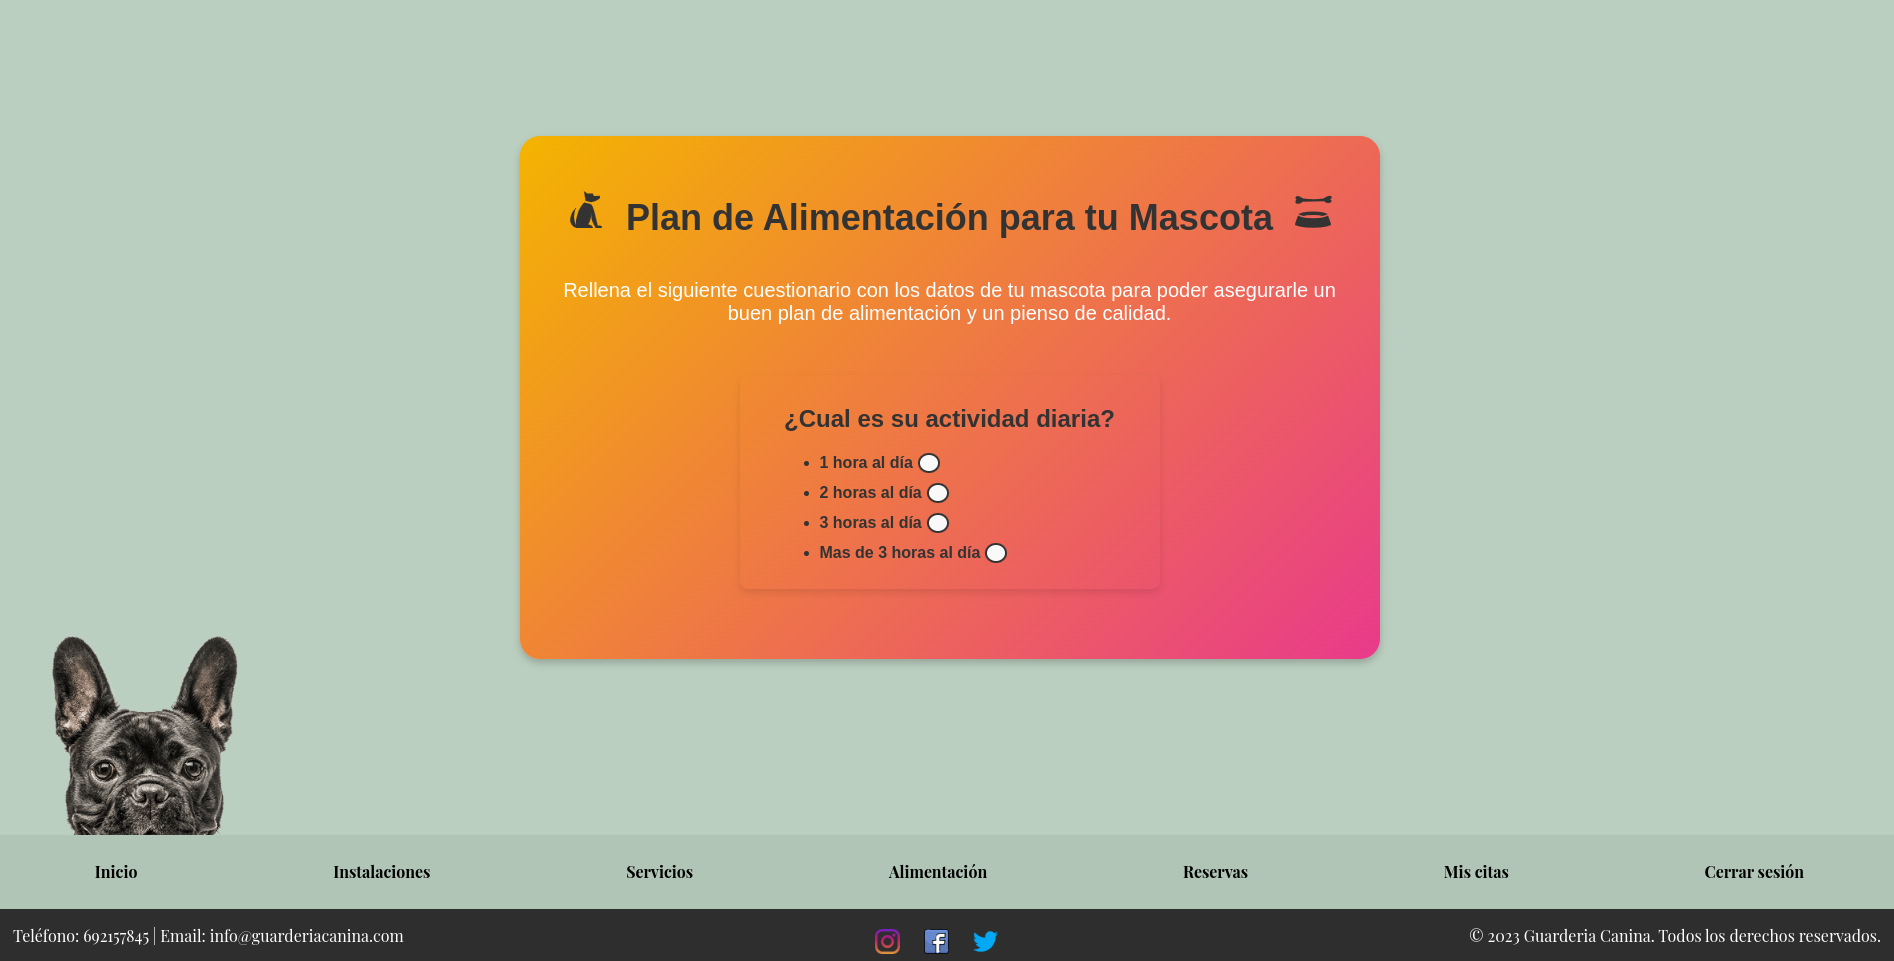 Plan de Alimentación para tu Mascota
Rellena el siguiente cuestionario con los datos de tu mascota para poder asegurarle un
buen plan de alimentación y un pienso de calidad.
¿Cual es su actividad diaria?
1 hora al día
2 horas al día
3 horas al día
Mas de 3 horas al día
Inicio
Instalaciones
Servicios
Alimentación
Reservas
Mis citas
Cerrar sesión
Teléfono: 692157845 | Email: info@guarderiacanina.com
© 2023 Guarderia Canina. Todos los derechos reservados.